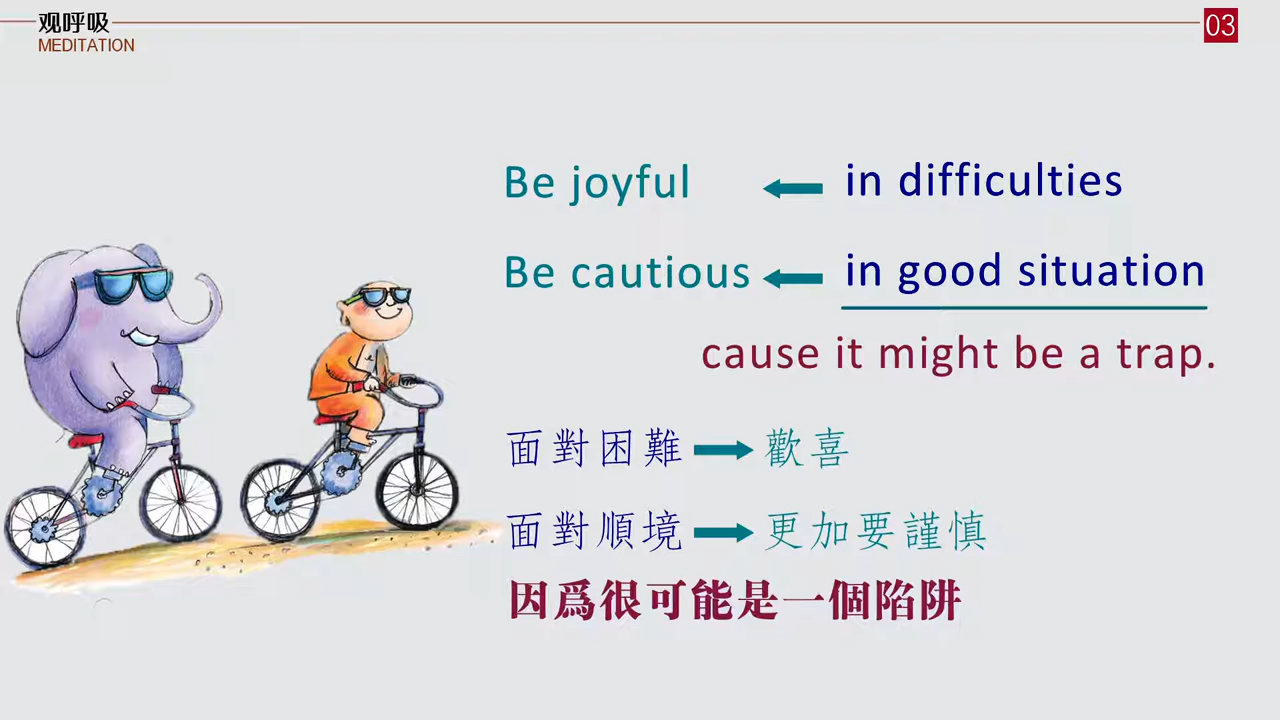 观呼吸
MEDITATION
03
Be joyful in difficulties
Be cautious in good situation
cause it might be a trap.
面對困難 歡喜
面對順境 更加要謹慎
因爲很可能是一個陷阱